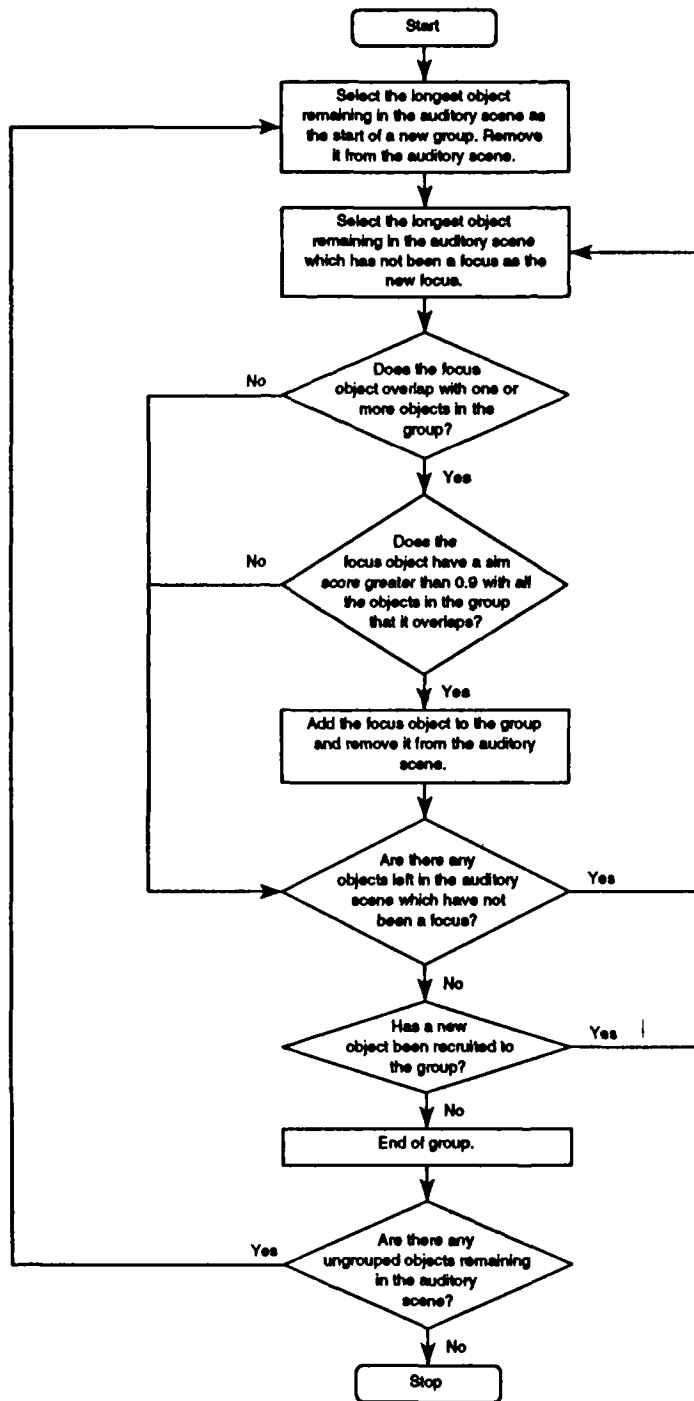 Start
Select the longest object
remaining in the auditory scene as
the start of a new group. Remove
it from the auditory scene.
Select the longest object
remaining in the auditory scene
which has not been a focus as the
new focus.
Does the focus
object overlap with one or
more objects in the
group?
No
Yes
Does the
focus object have a sim
score greater than 0.9 with all
the objects in the group
that it overlaps?
No
Yes
Add the focus object to the group
and remove it from the auditory
scene.
Are there any
objects left in the auditory
scene which have not
been a focus?
Yes
No
Has a new
object been recruited to
the group?
Yes
No
End of group.
Are there any
ungrouped objects remaining
in the auditory
scene?
Yes
No
Stop